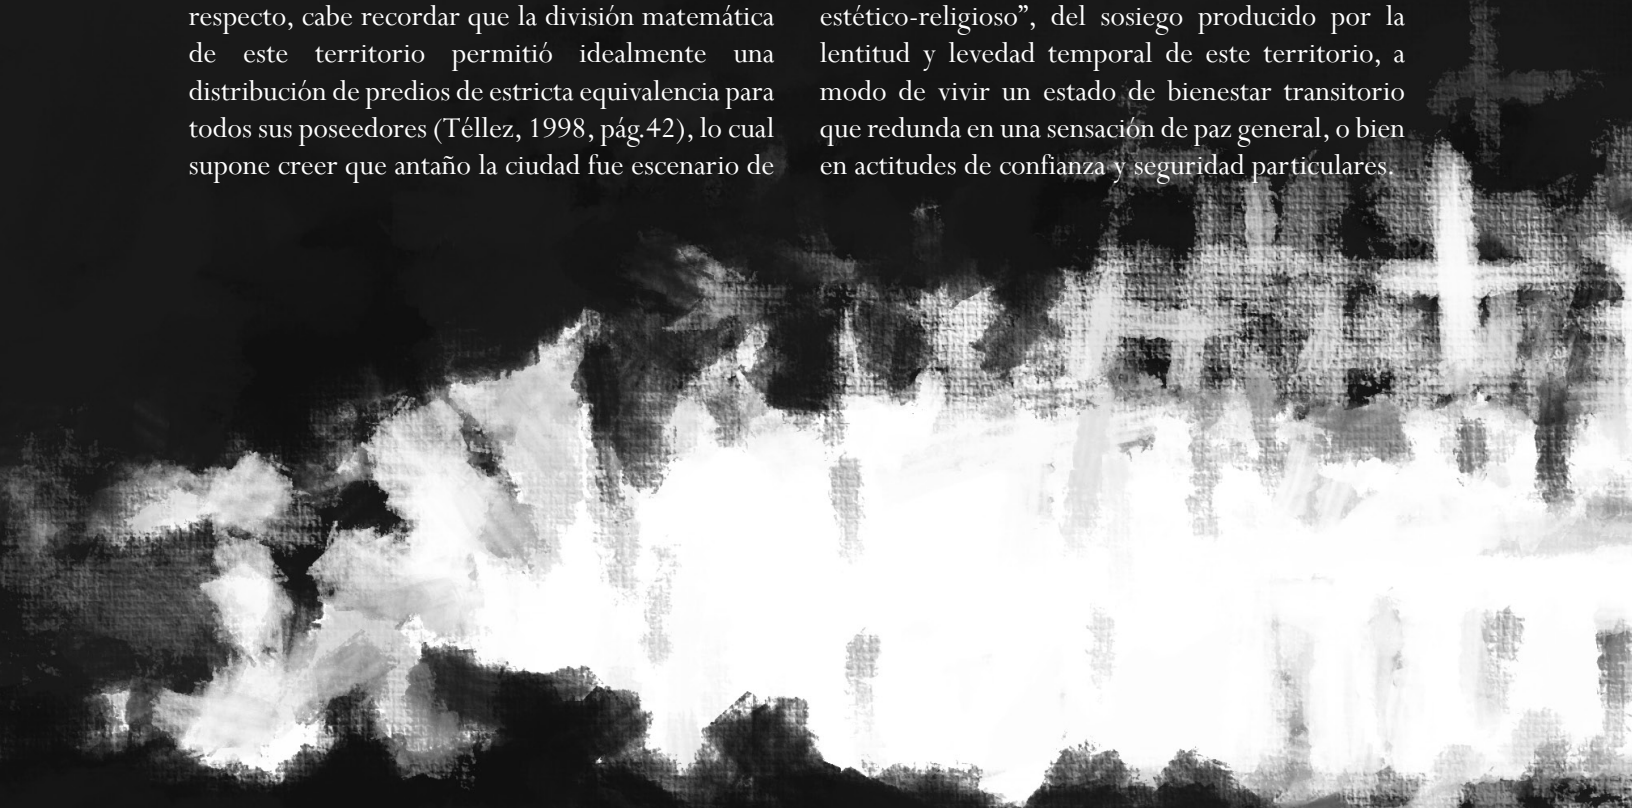 respecto, cabe recordar que la división matemática
de este territorio permitió idealmente una
distribución de predios de estricta equivalencia para
todos sus poseedores (Téllez, 1998, pág.42), lo cual
supone creer que antaño la ciudad fue escenario de
estético-religioso”, del sosiego producido por la
lentitud y levedad temporal de este territorio, a
modo de vivir un estado de bienestar transitorio
que redunda en una sensación de paz general, o bien
en actitudes de confianza y seguridad particulares.